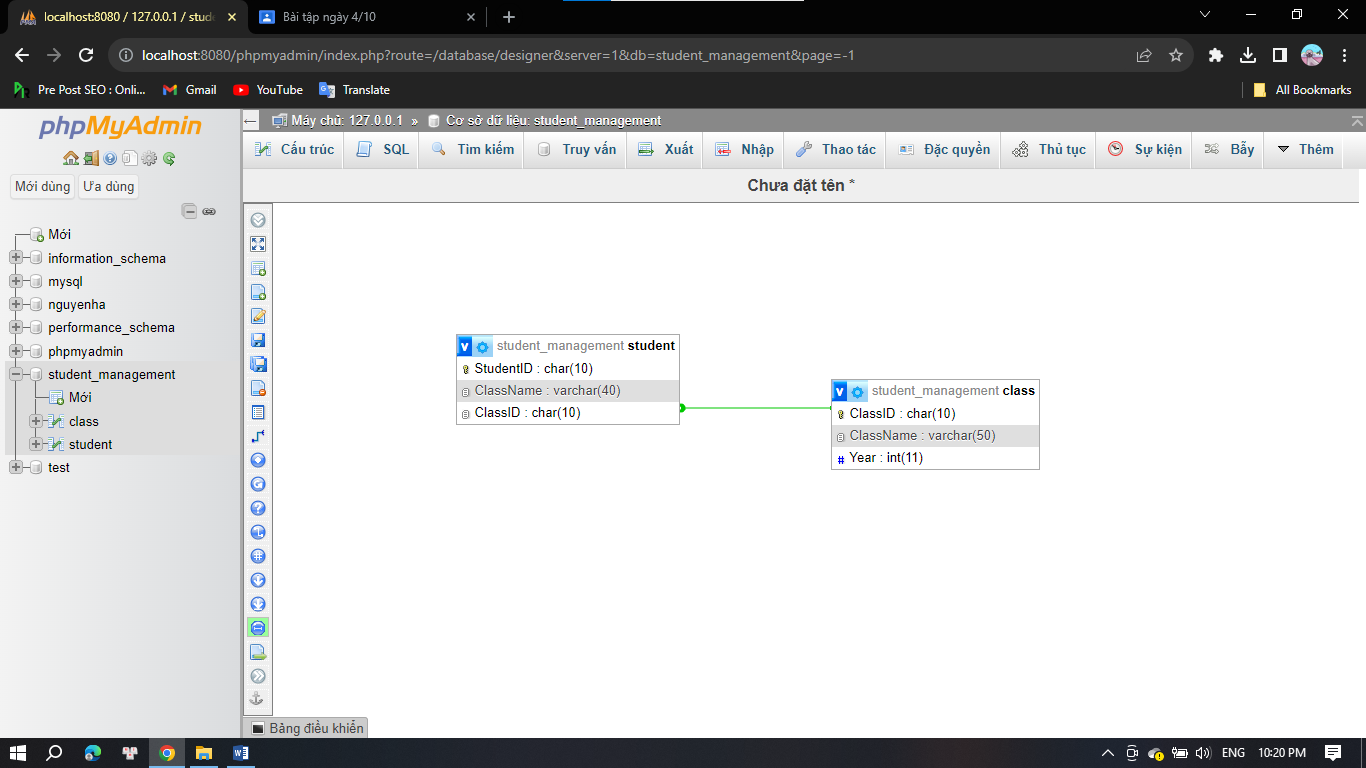 localhost:8080 / 127.0.0.1 / stude
Bài tập ngày 4/10
localhost:8080/phpmyadmin/index.php?route=/database/designer&server=1&db=student_management&page=-1
Pre Post SEO : Onli...
Gmail
YouTube
Translate
All Bookmarks
phpMyAdmin
Mới dùng
Ưa dùng
Mới
information_schema
mysql
nguyenha
performance_schema
phpmyadmin
student_management
Mới
class
student
test
Máy chủ: 127.0.0.1 » Cơ sở dữ liệu: student_management
Cấu trúc
SQL
Tìm kiếm
Truy vấn
Xuất
Nhập
Thao tác
Đặc quyền
Thủ tục
Sự kiện
Bẫy
Thêm
Chưa đặt tên *
student_management student
StudentID : char(10)
ClassName : varchar(40)
ClassID : char(10)
student_management class
ClassID : char(10)
ClassName : varchar(50)
# Year : int(11)
Bảng điều khiển
ENG
10:20 PM